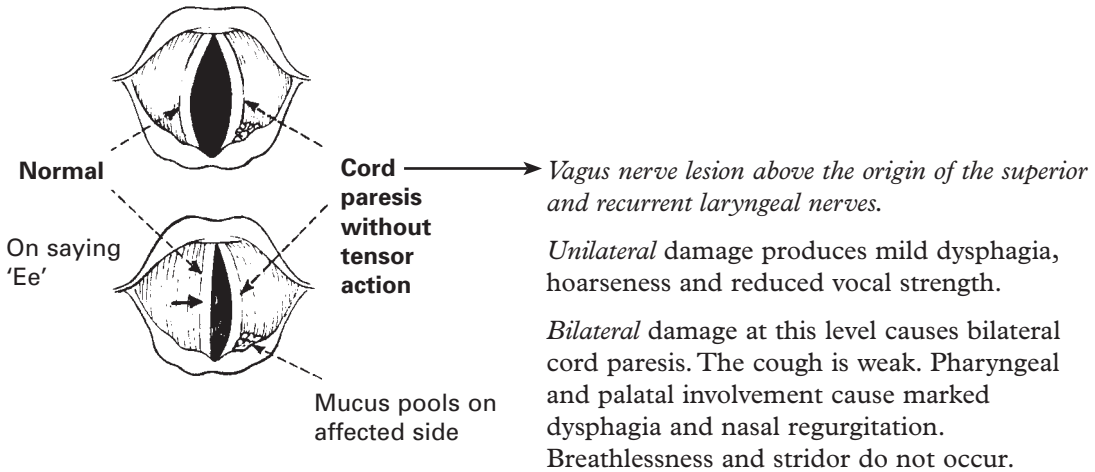 Normal
Cord
paresis
without
tensor
action
On saying
'Ee'
Mucus pools on
affected side
Vagus nerve lesion above the origin of the superior
and recurrent laryngeal nerves.
Unilateral damage produces mild dysphagia,
hoarseness and reduced vocal strength.
Bilateral damage at this level causes bilateral
cord paresis. The cough is weak. Pharyngeal
and palatal involvement cause marked
dysphagia and nasal regurgitation.
Breathlessness and stridor do not occur.